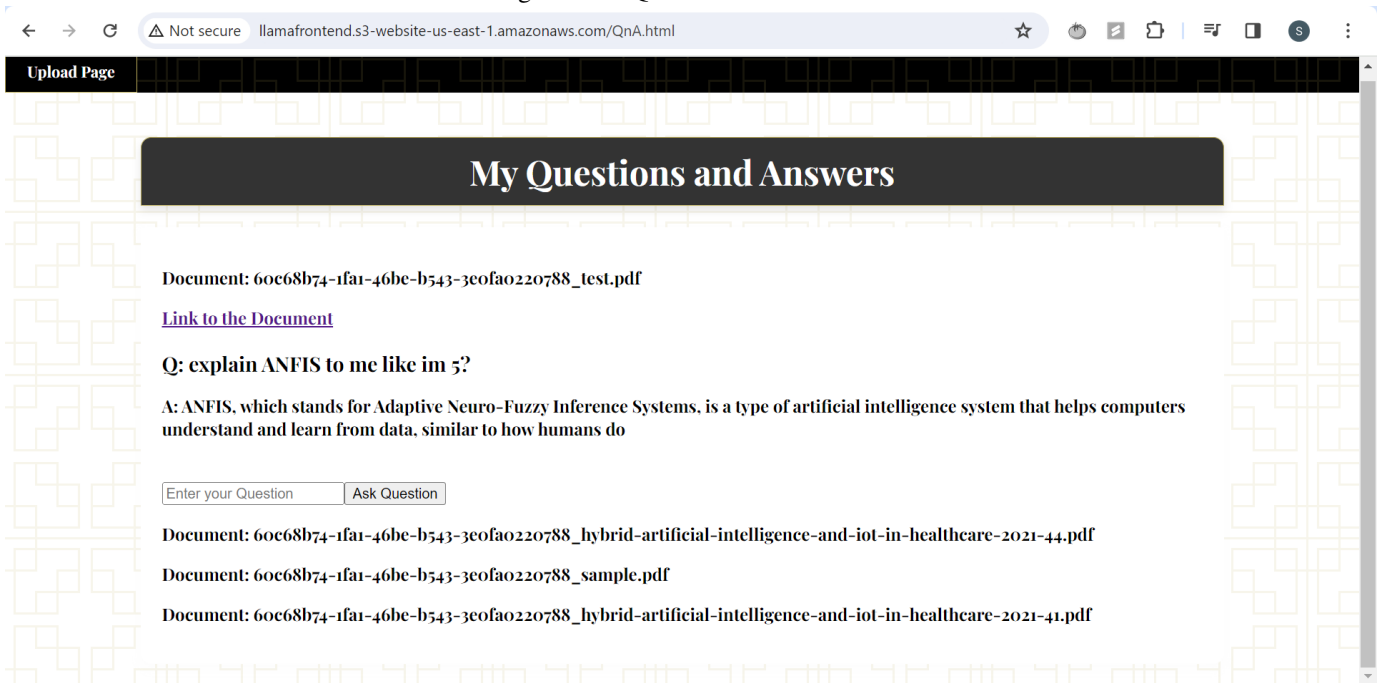 Not secure llamafrontend.s3-website-us-east-1.amazonaws.com/QnA.html S
Upload Page
My Questions and Answers
Document: 60c68b74-1fa1-46be-b543-3e0fa0220788_test.pdf
Link to the Document
Q: explain ANFIS to me like im 5?
A: ANFIS, which stands for Adaptive Neuro-Fuzzy Inference Systems, is a type of artificial intelligence system that helps computers
understand and learn from data, similar to how humans do
Enter your Question Ask Question
Document: 60c68b74-1fa1-46be-b543-3e0fa0220788_hybrid-artificial-intelligence-and-iot-in-healthcare-2021-44.pdf
Document: 60c68b74-1fa1-46be-b543-3e0fa0220788_sample.pdf
Document: 60c68b74-1fa1-46be-b543-3e0fa0220788_hybrid-artificial-intelligence-and-iot-in-healthcare-2021-41.pdf